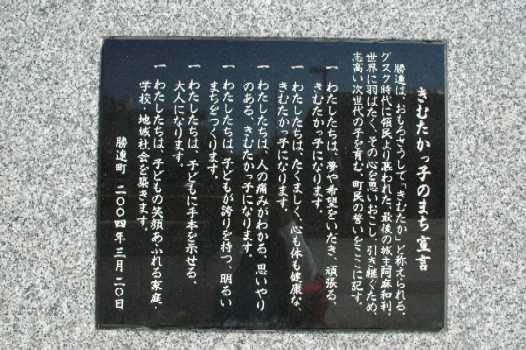 きむたかっ子のまち宣言
勝連は、おもろさうしで「きむたか」と称えられる。
グスク時代に領民より慕われた、最後の城主阿麻和利。
世界に羽ばたく、その心を思いおこし、引き継ぐため、
志高い次世代の子を育む、町民の誓いをここに記す。
一 わたしたちは、夢や希望をいだき、頑張る、
きむたかっ子になります。
一 わたしたちは、たくましく、心も体も健康な、
きむたかっ子になります。
一 わたしたちは、人の痛みがわかる、思いやり
のある、きむたかっ子になります。
一 わたしたちは、子どもが誇りを持つ、明るい
まちをつくります。
一 わたしたちは、子どもに手本を示せる、
大人になります。
一 わたしたちは、子どもの笑顔あふれる家庭・
学校・地域社会を築きます。
勝連町 二〇〇四年三月二〇日